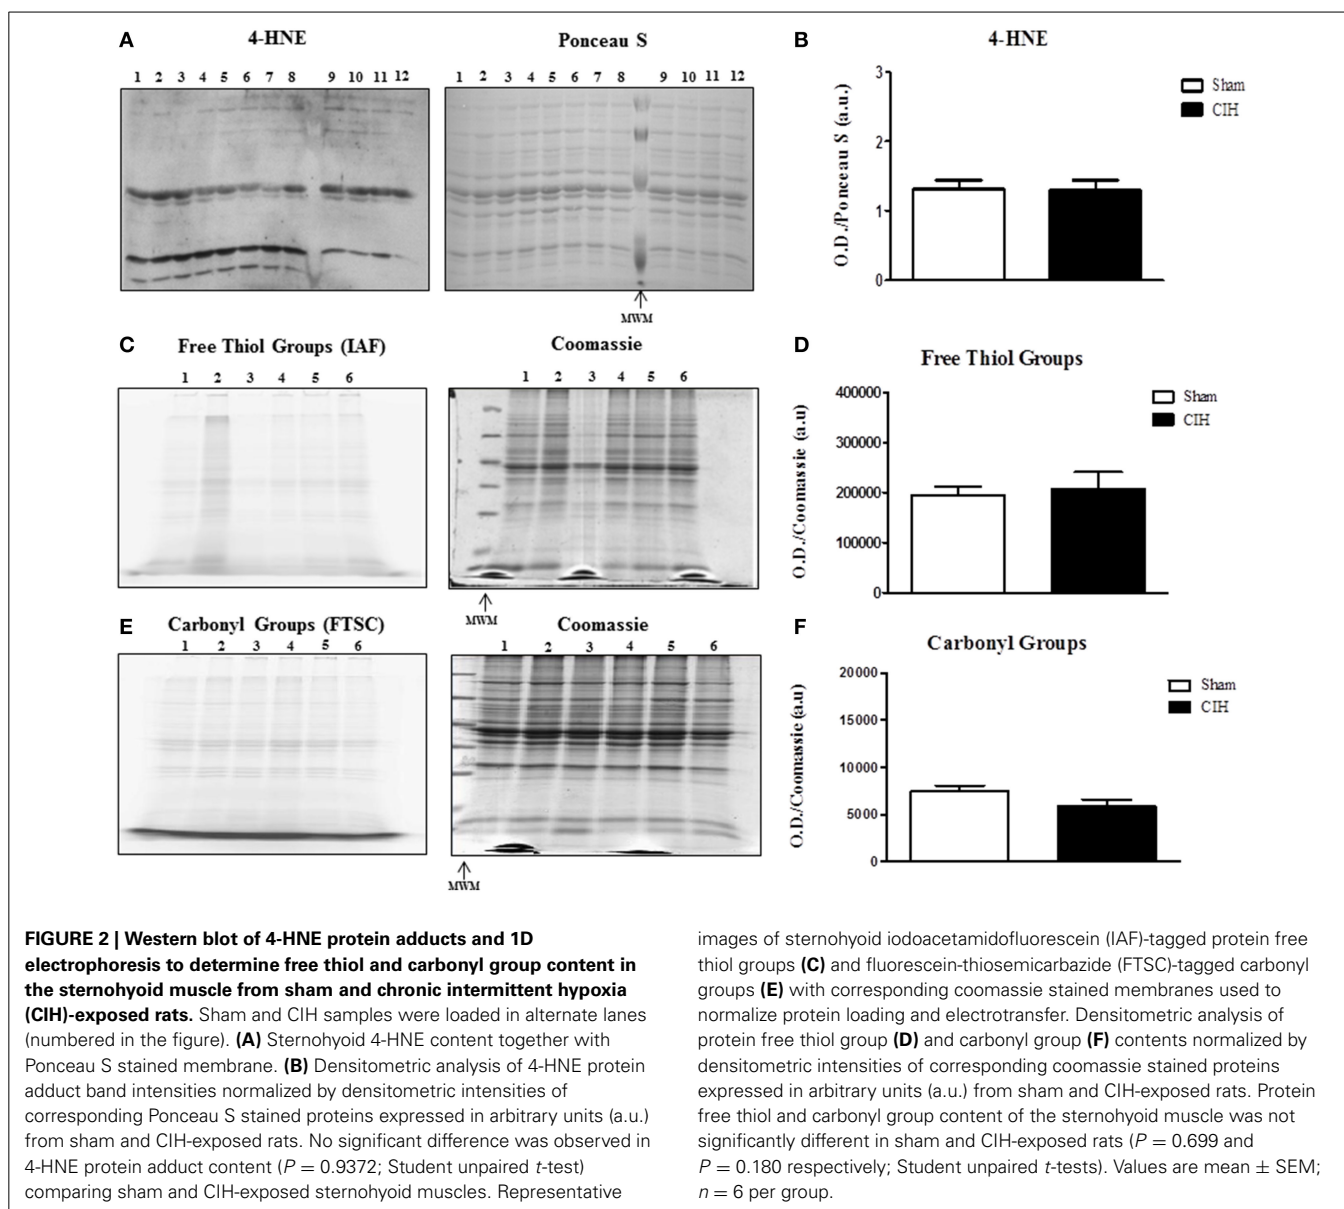 A
4-HNE
Ponceau S
1 2 3 4 5 6 7 8 9 10 11 12
1 2 3 4 5 6 7 8 9 10 11 12
MWM
B
4-HNE
O.D./Ponceau S (a.u.)
3
2
1
0
Sham
CIH
C
Free Thiol Groups (IAF)
Coomassie
1 2 3 4 5 6
1 2 3 4 5 6
MWM
D
Free Thiol Groups
O.D./Coomassie (a.u)
400000
300000
200000
100000
0
Sham
CIH
E
Carbonyl Groups (FTSC)
Coomassie
1 2 3 4 5 6
1 2 3 4 5 6
MWM
F
Carbonyl Groups
O.D./Coomassie (a.u)
20000
15000
10000
5000
0
Sham
CIH
FIGURE 2 | Western blot of 4-HNE protein adducts and 1D
electrophoresis to determine free thiol and carbonyl group content in
the sternohyoid muscle from sham and chronic intermittent hypoxia
(CIH)-exposed rats. Sham and CIH samples were loaded in alternate lanes
(numbered in the figure). (A) Sternohyoid 4-HNE content together with
Ponceau S stained membrane. (B) Densitometric analysis of 4-HNE protein
adduct band intensities normalized by densitometric intensities of
corresponding Ponceau S stained proteins expressed in arbitrary units (a.u.)
from sham and CIH-exposed rats. No significant difference was observed in
4-HNE protein adduct content (P = 0.9372; Student unpaired t-test)
comparing sham and CIH-exposed sternohyoid muscles. Representative
images of sternohyoid iodoacetamidofluorescein (IAF)-tagged protein free
thiol groups (C) and fluorescein-thiosemicarbazide (FTSC)-tagged carbonyl
groups (E) with corresponding coomassie stained membranes used to
normalize protein loading and electrotransfer. Densitometric analysis of
protein free thiol group (D) and carbonyl group (F) contents normalized by
densitometric intensities of corresponding coomassie stained proteins
expressed in arbitrary units (a.u.) from sham and CIH-exposed rats. Protein
free thiol and carbonyl group content of the sternohyoid muscle was not
significantly different in sham and CIH-exposed rats (P = 0.699 and
P = 0.180 respectively; Student unpaired t-tests). Values are mean ± SEM;
n = 6 per group.